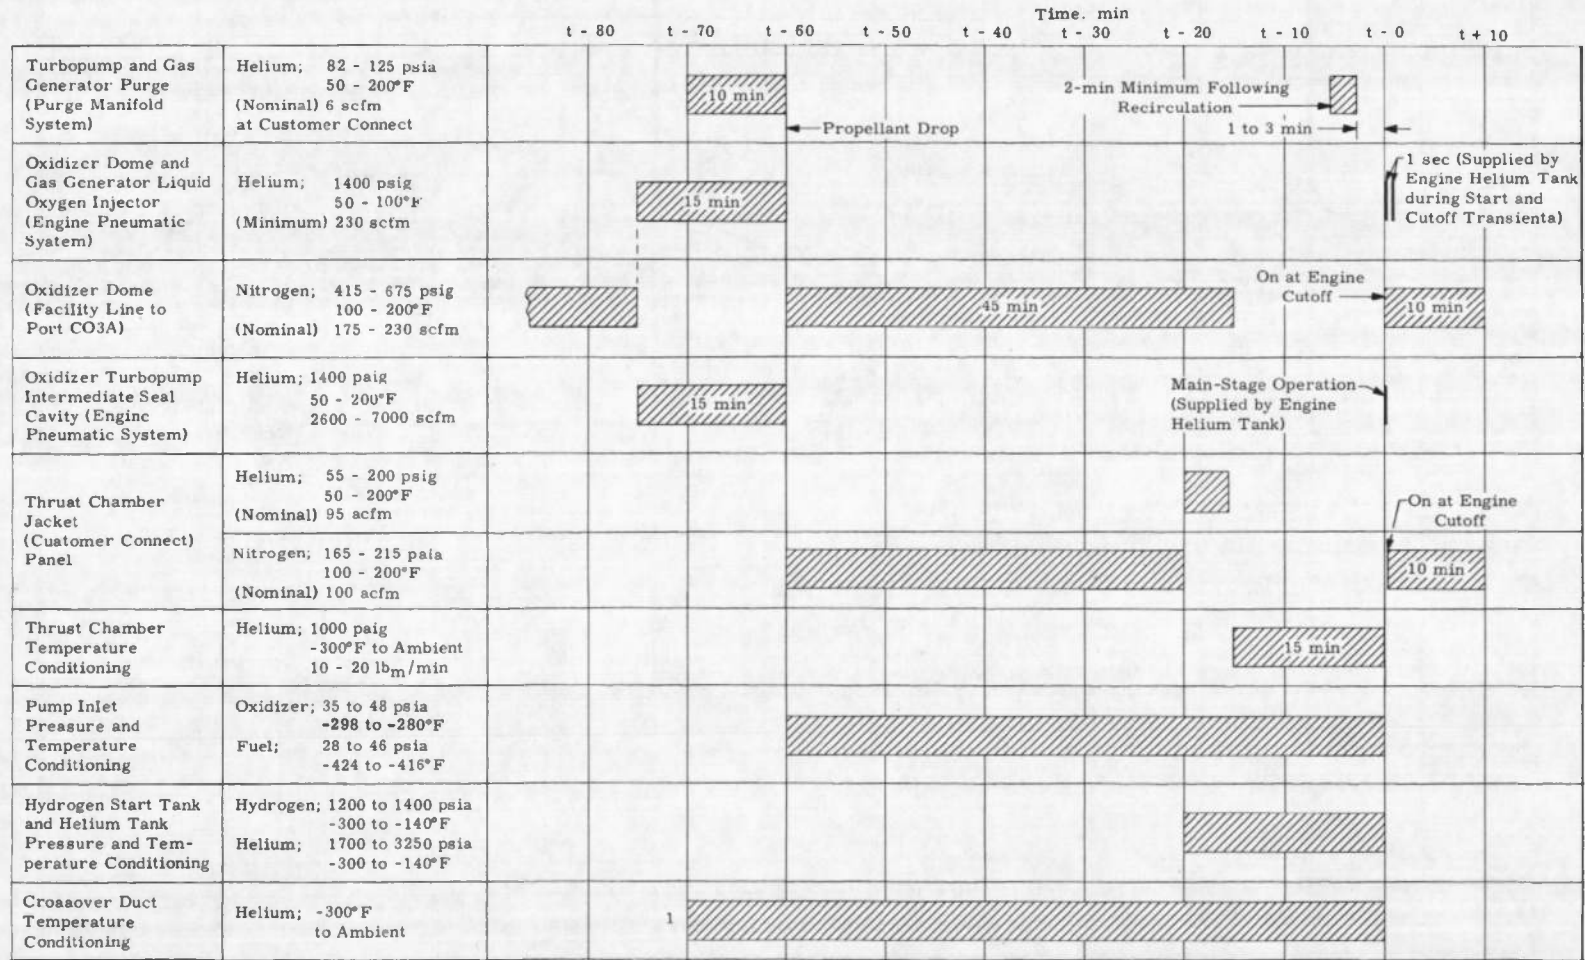 Time. min
t - 80 t - 70 t - 60 t - 50 t - 40 t - 30 t - 20 t - 10 t - 0 t + 10
Turbopump and Gas
Generator Purge
(Purge Manifold
System)
Helium; 82 - 125 psia
50 - 200°F
(Nominal) 6 scfm
at Customer Connect
10 min
Propellant Drop
2-min Minimum Following
Recirculation
1 to 3 min
Oxidizer Dome and
Gas Generator Liquid
Oxygen Injector
(Engine Pneumatic
System)
Helium; 1400 psig
50 - 100°F
(Minimum) 230 scfm
15 min
1 sec (Supplied by
Engine Helium Tank
during Start and
Cutoff Transienta)
Oxidizer Dome
(Facility Line to
Port CO3A)
Nitrogen; 415 - 675 psig
100 - 200°F
(Nominal) 175 - 230 scfm
45 min
On at Engine
Cutoff
10 min
Oxidizer Turbopump
Intermediate Seal
Cavity (Enginc
Pneumatic System)
Helium; 1400 paig
50 - 200°F
2600 - 7000 scfm
15 min
Main-Stage Operation
(Supplied by Engine
Helium Tank)
Thruat Chamber
Jacket
(Cuatomer Connect)
Panel
Helium; 55 - 200 psig
50 - 200°F
(Nominal) 95 acfm
Nitrogen; 165 - 215 paia
100 - 200°F
(Nominal) 100 acfm
On at Engine
Cutoff
10 min
Thrust Chamber
Temperature
Conditioning
Helium; 1000 paig
-300°F to Ambient
10 - 20 lbm/min
15 min
Pump Inlet
Preasure and
Temperature
Conditioning
Oxidizer; 35 to 48 psia
-298 to -280°F
Fuel; 28 to 46 psia
-424 to -416°F
Hydrogen Start Tank
and Helium Tank
Pressure and Tem-
perature Conditioning
Hydrogen; 1200 to 1400 psia
-300 to -140°F
Helium; 1700 to 3250 psia
-300 to -140°F
Croaaover Duct
Temperature
Conditioning
Helium; -300°F
to Ambient
1